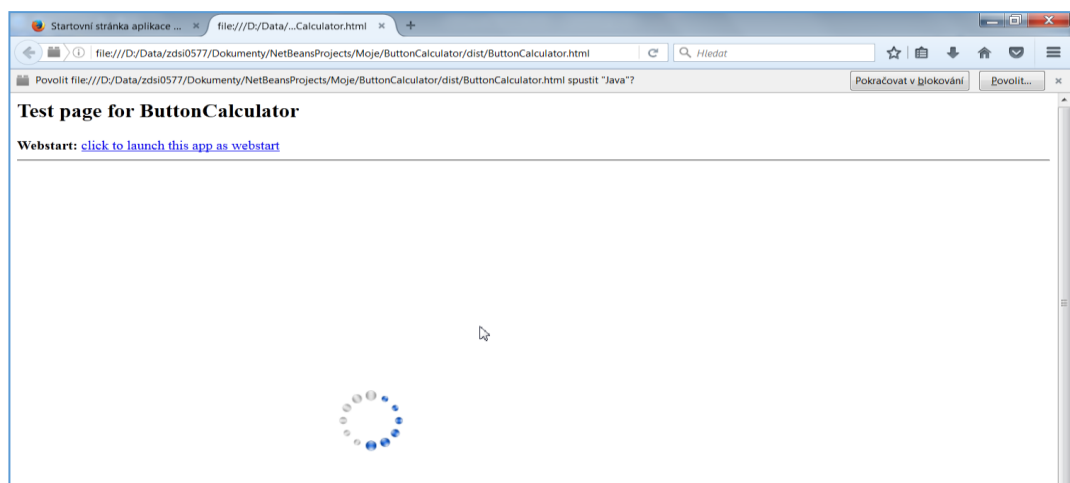 Startovní stránka aplikace ... × file:///D:/Data/...Calculator.html × +
file:///D:/Data/zdsi0577/Dokumenty/NetBeansProjects/Moje/ButtonCalculator/dist/ButtonCalculator.html Hledat
Povolit file:///D:/Data/zdsi0577/Dokumenty/NetBeansProjects/Moje/ButtonCalculator/dist/ButtonCalculator.html spustit "Java"? Pokračovat v blokování Povolit... ×
Test page for ButtonCalculator
Webstart: click to launch this app as webstart